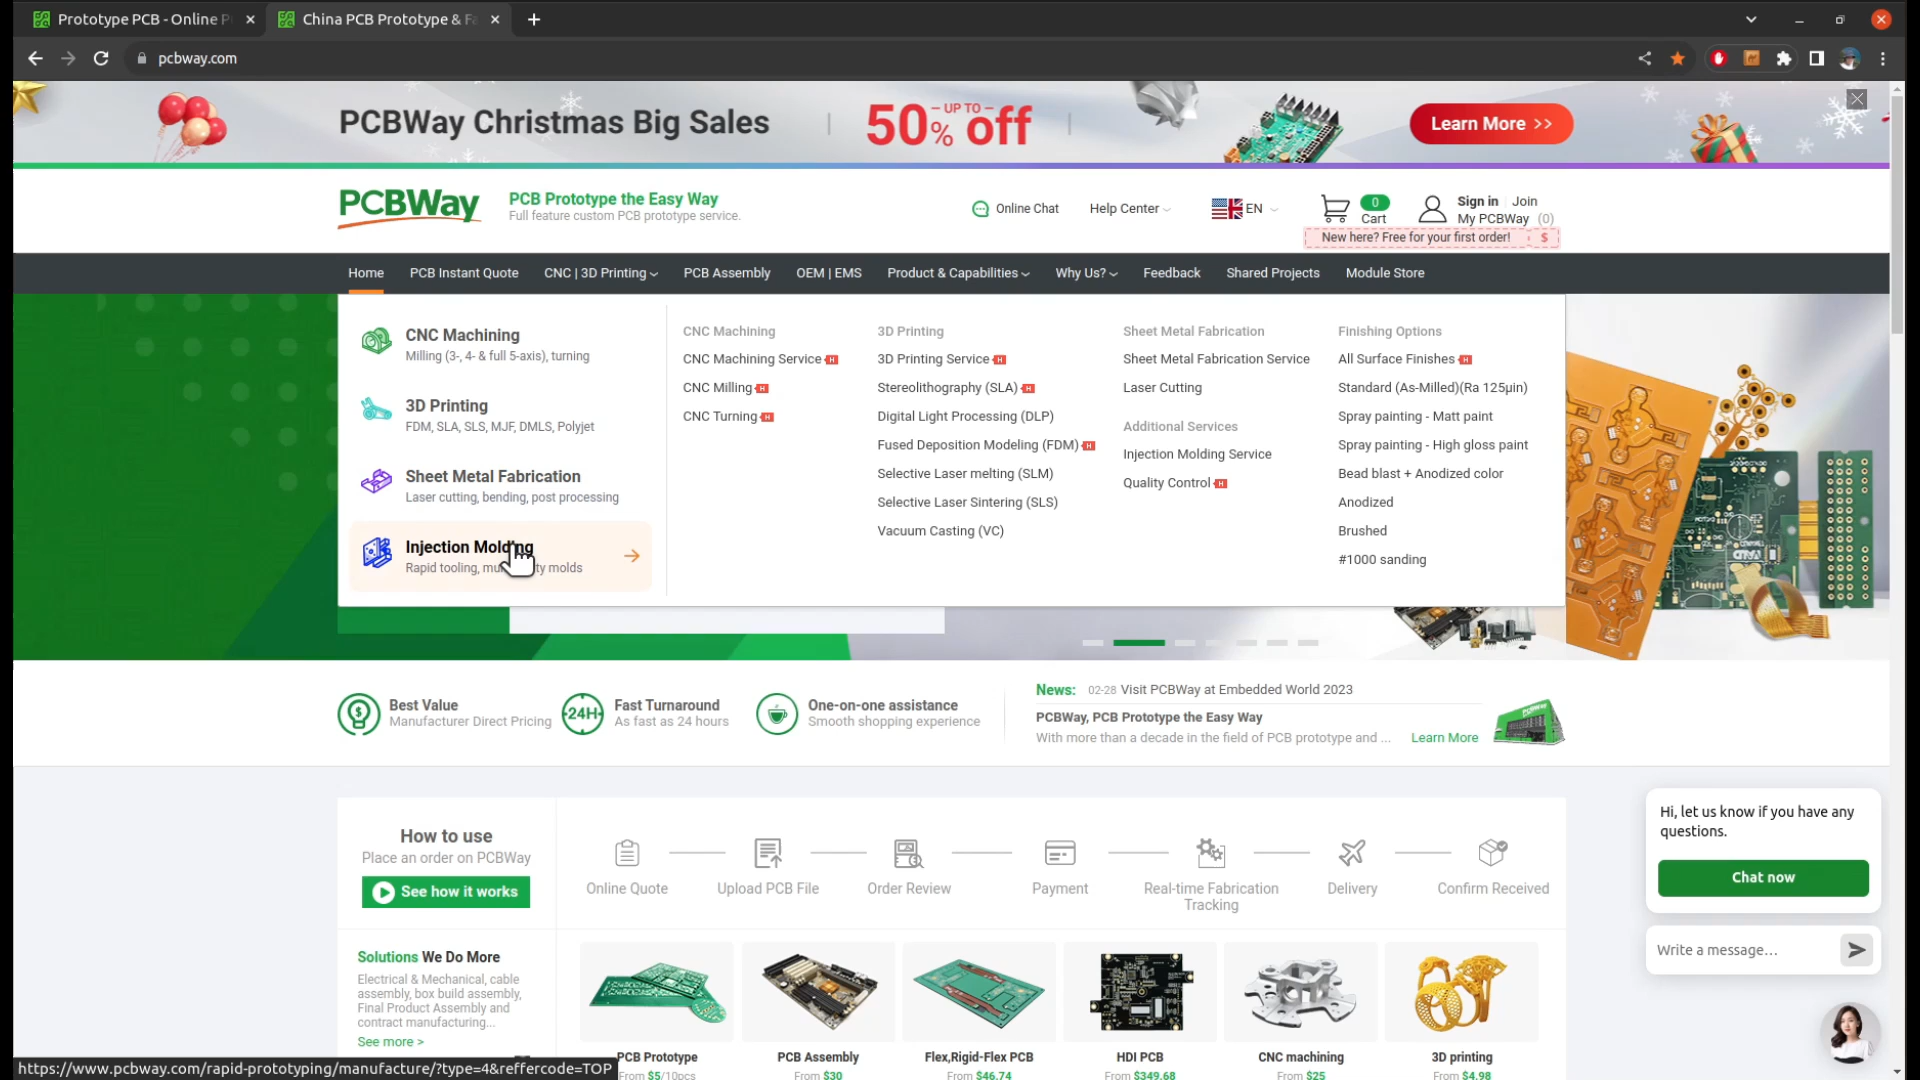 Prototype PCB - Online P
China PCB Prototype & Fa
pcbway.com
PCBWay Christmas Big Sales
UP TO
50% off
Learn More >>
PCBWay
PCB Prototype the Easy Way
Full feature custom PCB prototype service.
Online Chat
Help Center
EN
0
Cart
Sign in
Join
My PCBWay (0)
New here? Free for your first order! $
Home
PCB Instant Quote
CNC | 3D Printing
PCB Assembly
OEM | EMS
Product & Capabilities
Why Us?
Feedback
Shared Projects
Module Store
CNC Machining
Milling (3-, 4- & full 5-axis), turning
3D Printing
FDM, SLA, SLS, MJF, DMLS, Polyjet
Sheet Metal Fabrication
Laser cutting, bending, post processing
Injection Molding
Rapid tooling, mu ty molds
CNC Machining
CNC Machining Service H
CNC Milling H
CNC Turning H
3D Printing
3D Printing Service H
Stereolithography (SLA) H
Digital Light Processing (DLP)
Fused Deposition Modeling (FDM) H
Selective Laser melting (SLM)
Selective Laser Sintering (SLS)
Vacuum Casting (VC)
Sheet Metal Fabrication
Sheet Metal Fabrication Service
Laser Cutting
Additional Services
Injection Molding Service
Quality Control H
Finishing Options
All Surface Finishes H
Standard (As-Milled)(Ra 125μin)
Spray painting - Matt paint
Spray painting - High gloss paint
Bead blast + Anodized color
Anodized
Brushed
#1000 sanding
Best Value
Manufacturer Direct Pricing
24H
Fast Turnaround
As fast as 24 hours
One-on-one assistance
Smooth shopping experience
News: 02-28 Visit PCBWay at Embedded World 2023
PCBWay, PCB Prototype the Easy Way
With more than a decade in the field of PCB prototype and ... Learn More
How to use
Place an order on PCBWay
See how it works
Online Quote
Upload PCB File
Order Review
Payment
Real-time Fabrication
Tracking
Delivery
Confirm Received
Solutions We Do More
Electrical & Mechanical, cable
assembly, box build assembly,
Final Product Assembly and
contract manufacturing...
See more >
PCB Prototype
From $5/10pcs
PCB Assembly
From $30
Flex,Rigid-Flex PCB
From $46.74
HDI PCB
From $349.68
CNC machining
From $25
3D printing
From $4.98
Hi, let us know if you have any
questions.
Chat now
Write a message...
https://www.pcbway.com/rapid-prototyping/manufacture/?type=4&reffercode=TOP